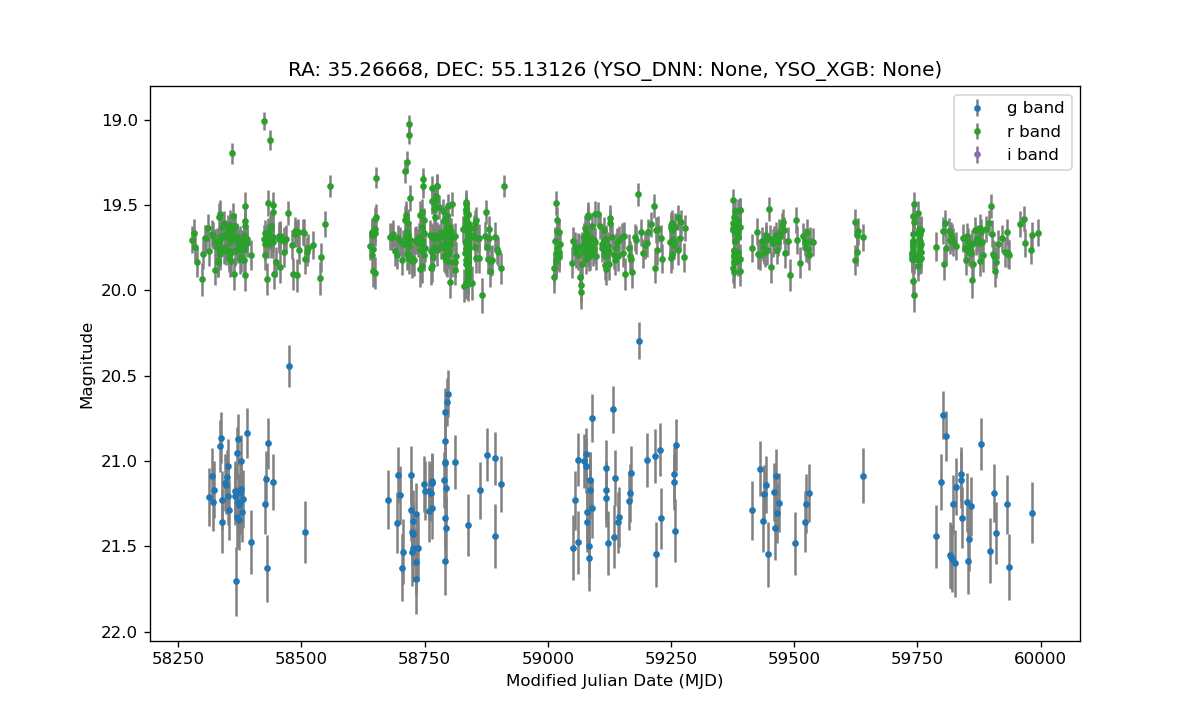 RA: 35.26668, DEC: 55.13126 (YSO_DNN: None, YSO_XGB: None)
g band
r band
i band
19.0
19.5
20.0
20.5
21.0
21.5
22.0
Magnitude
58250 58500 58750 59000 59250 59500 59750 60000
Modified Julian Date (MJD)